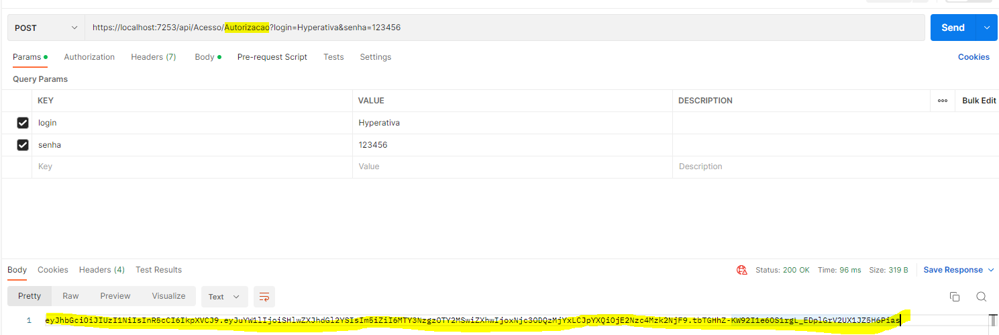 POST
https://localhost:7253/api/Acesso/Autorizacao?login=Hyperativa&senha=123456
Send
Params Authorization Headers (7) Body Pre-request Script Tests Settings Cookies
Query Params
KEY VALUE DESCRIPTION Bulk Edit
login Hyperativa
senha 123456
Key Value Description
Body Cookies Headers (4) Test Results Status: 200 OK Time: 96 ms Size: 319 B Save Response
Pretty Raw Preview Visualize Text
1 eyJhbGciOiJIUzI1NiIsInR5cCI6IkpXVCJ9.eyJuYW1lIjoiSHlwZXJhdGl2YSIsIm5iZiI6MTY3NzgzOTY2MSwiZXhwIjoxNjc3ODQzMjYxLCJpYXQiOjE2Nzc4Mzk2NjF9.tbTGHhZ-KW92I1e6OS1rgL_EDplGrV2UX1JZ5H6Pias